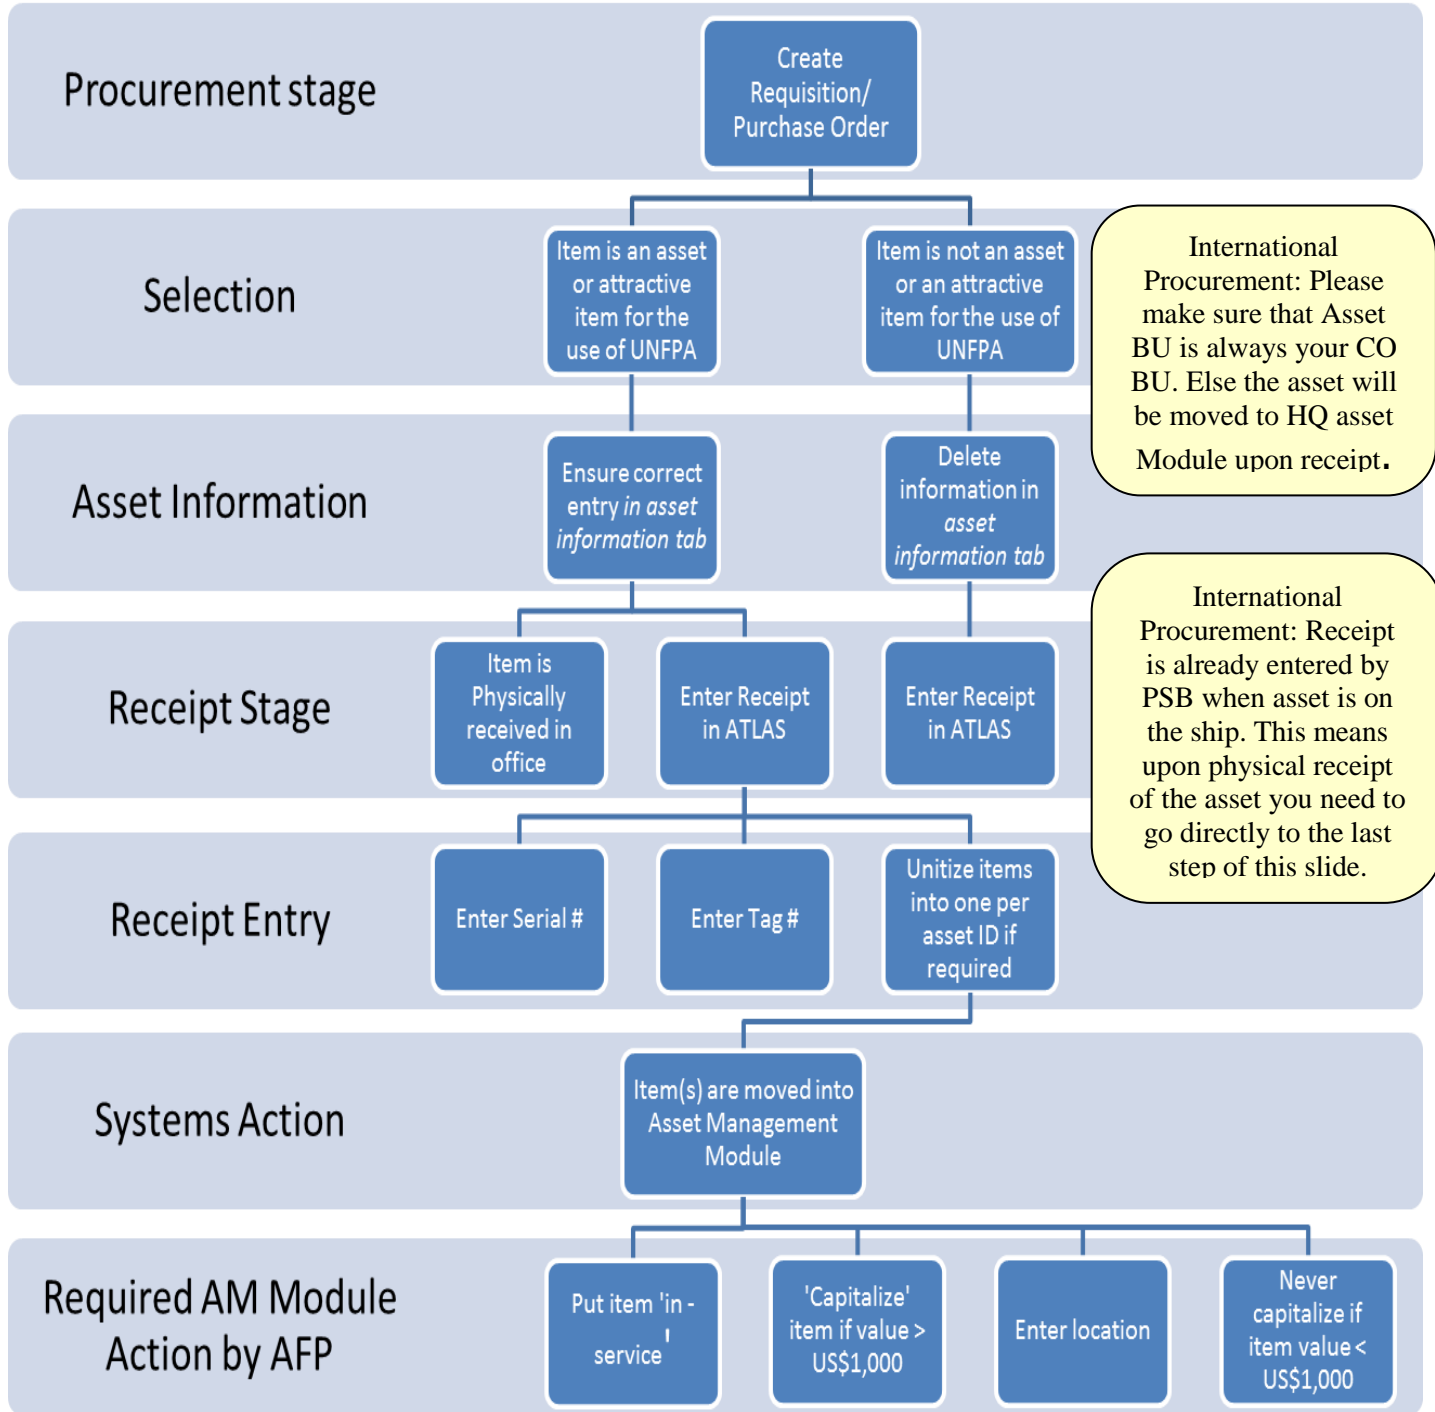 Procurement stage
Create
Requisition/
Purchase Order
Selection
Item is an asset
or attractive
item for the
use of UNFPA
Item is not an asset
or an attractive
item for the use of
UNFPA
International
Procurement: Please
make sure that Asset
BU is always your CO
BU. Else the asset will
be moved to HQ asset
Module upon receipt.
Asset Information
Ensure correct
entry in asset
information tab
Delete
information in
asset
information tab
International
Procurement: Receipt
is already entered by
PSB when asset is on
the ship. This means
upon physical receipt
of the asset you need to
go directly to the last
step of this slide.
Receipt Stage
Item is
Physically
received in
office
Enter Receipt
in ATLAS
Enter Receipt
in ATLAS
Receipt Entry
Enter Serial #
Enter Tag #
Unitize items
into one per
asset ID if
required
Systems Action
Item(s) are moved into
Asset Management
Module
Required AM Module
Action by AFP
Put item 'in -
service'
'Capitalize'
item if value >
US$1,000
Enter location
Never
capitalize if
item value <
US$1,000